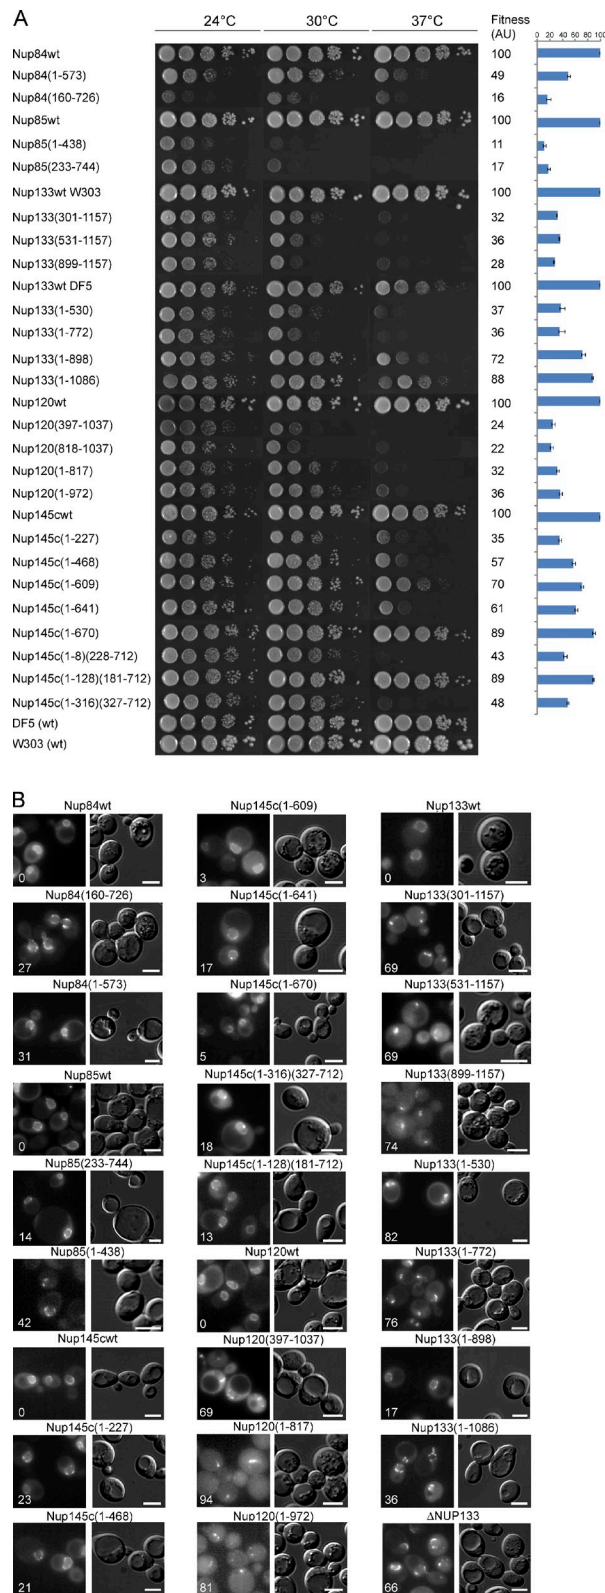 A
24°C 30°C 37°C Fitness
(AU)
0 20 40 60 80 100
Nup84wt 100
Nup84(1-573) 49
Nup84(160-726) 16
Nup85wt 100
Nup85(1-438) 11
Nup85(233-744) 17
Nup133wt W303 100
Nup133(301-1157) 32
Nup133(531-1157) 36
Nup133(899-1157) 28
Nup133wt DF5 100
Nup133(1-530) 37
Nup133(1-772) 36
Nup133(1-898) 72
Nup133(1-1086) 88
Nup120wt 100
Nup120(397-1037) 24
Nup120(818-1037) 22
Nup120(1-817) 32
Nup120(1-972) 36
Nup145cwt 100
Nup145c(1-227) 35
Nup145c(1-468) 57
Nup145c(1-609) 70
Nup145c(1-641) 61
Nup145c(1-670) 89
Nup145c(1-8)(228-712) 43
Nup145c(1-128)(181-712) 89
Nup145c(1-316)(327-712) 48
DF5 (wt)
W303 (wt)
B
Nup84wt Nup145c(1-609) Nup133wt
0 3 0
Nup84(160-726) Nup145c(1-641) Nup133(301-1157)
27 17 69
Nup84(1-573) Nup145c(1-670) Nup133(531-1157)
31 5 69
Nup85wt Nup145c(1-316)(327-712) Nup133(899-1157)
0 18 74
Nup85(233-744) Nup145c(1-128)(181-712) Nup133(1-530)
14 13 82
Nup85(1-438) Nup120wt Nup133(1-772)
42 0 76
Nup145cwt Nup120(397-1037) Nup133(1-898)
0 69 17
Nup145c(1-227) Nup120(1-817) Nup133(1-1086)
23 94 36
Nup145c(1-468) Nup120(1-972) ΔNUP133
21 81 66